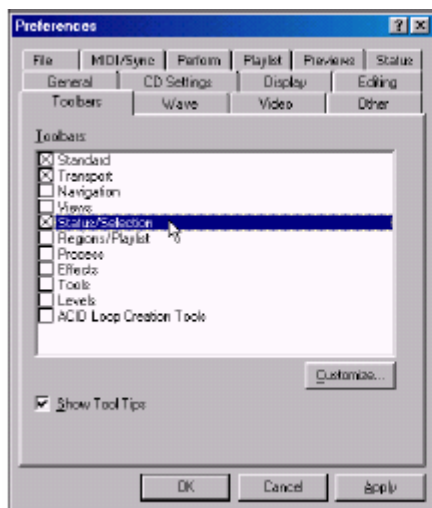 Preferences
File MIDI/Sync Perform Playlist Previews Status
General CD Settings Display Editing
Toolbars Wave Video Other
Toolbars
Standard
Transport
Navigation
Views
Status/Selection
Regions/Playlist
Process
Effects
Tools
Levels
ACID Loop Creation Tools
Customize...
Show Tool Tips
OK Cancel Apply